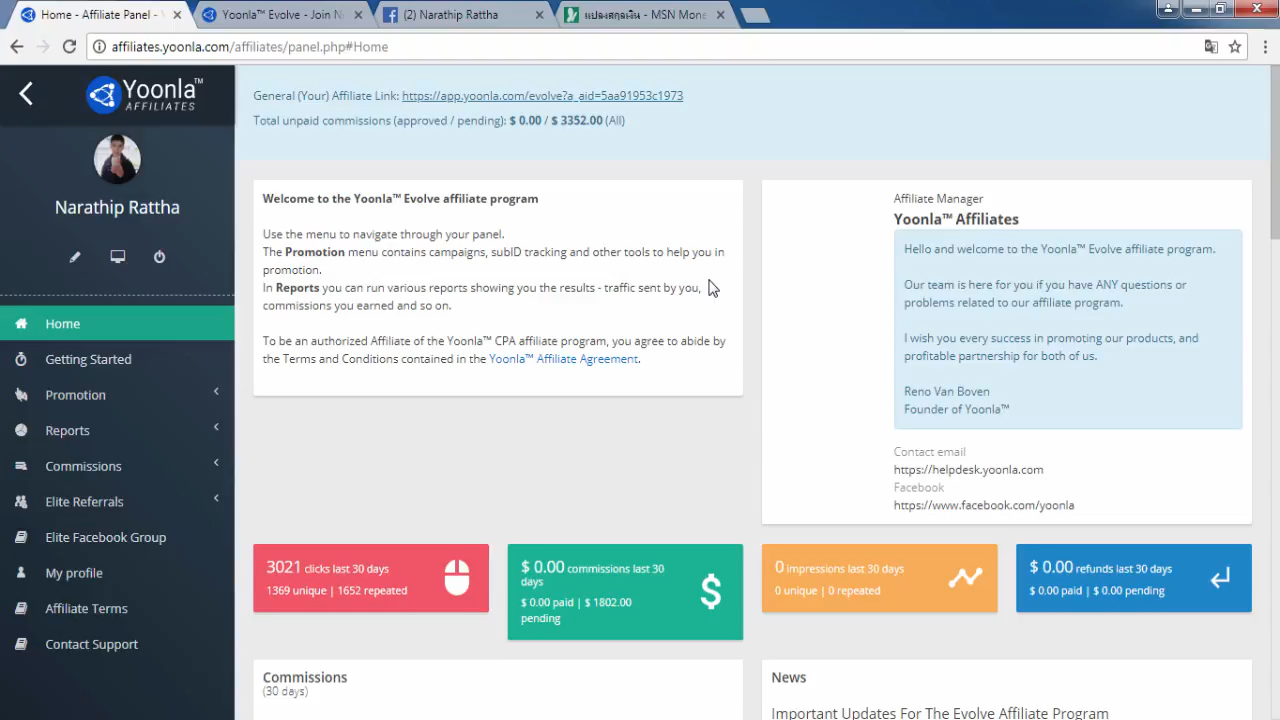 Home - Affiliate Panel -
Yoonla™ Evolve - Join N
(2) Narathip Rattha
แปลงสกุลเงิน - MSN Mone
affiliates.yoonla.com/affiliates/panel.php#Home
Yoonla™
AFFILIATES
Narathip Rattha
Home
Getting Started
Promotion
Reports
Commissions
Elite Referrals
Elite Facebook Group
My profile
Affiliate Terms
Contact Support
General (Your) Affiliate Link: https://app.yoonla.com/evolve?a_aid=5aa91953c1973
Total unpaid commissions (approved / pending): $ 0.00 / $ 3352.00 (All)
Welcome to the Yoonla™ Evolve affiliate program
Use the menu to navigate through your panel.
The Promotion menu contains campaigns, subID tracking and other tools to help you in
promotion.
In Reports you can run various reports showing you the results - traffic sent by you,
commissions you earned and so on.
To be an authorized Affiliate of the Yoonla™ CPA affiliate program, you agree to abide by
the Terms and Conditions contained in the Yoonla™ Affiliate Agreement.
Affiliate Manager
Yoonla™ Affiliates
Hello and welcome to the Yoonla™ Evolve affiliate program.
Our team is here for you if you have ANY questions or
problems related to our affiliate program.
I wish you every success in promoting our products, and
profitable partnership for both of us.
Reno Van Boven
Founder of Yoonla™
Contact email
https://helpdesk.yoonla.com
Facebook
https://www.facebook.com/yoonla
3021 clicks last 30 days
1369 unique | 1652 repeated
$ 0.00 commissions last 30
days
$ 0.00 paid | $ 1802.00
pending
0 impressions last 30 days
0 unique | 0 repeated
$ 0.00 refunds last 30 days
$ 0.00 paid | $ 0.00 pending
Commissions
(30 days)
News
Important Updates For The Evolve Affiliate Program